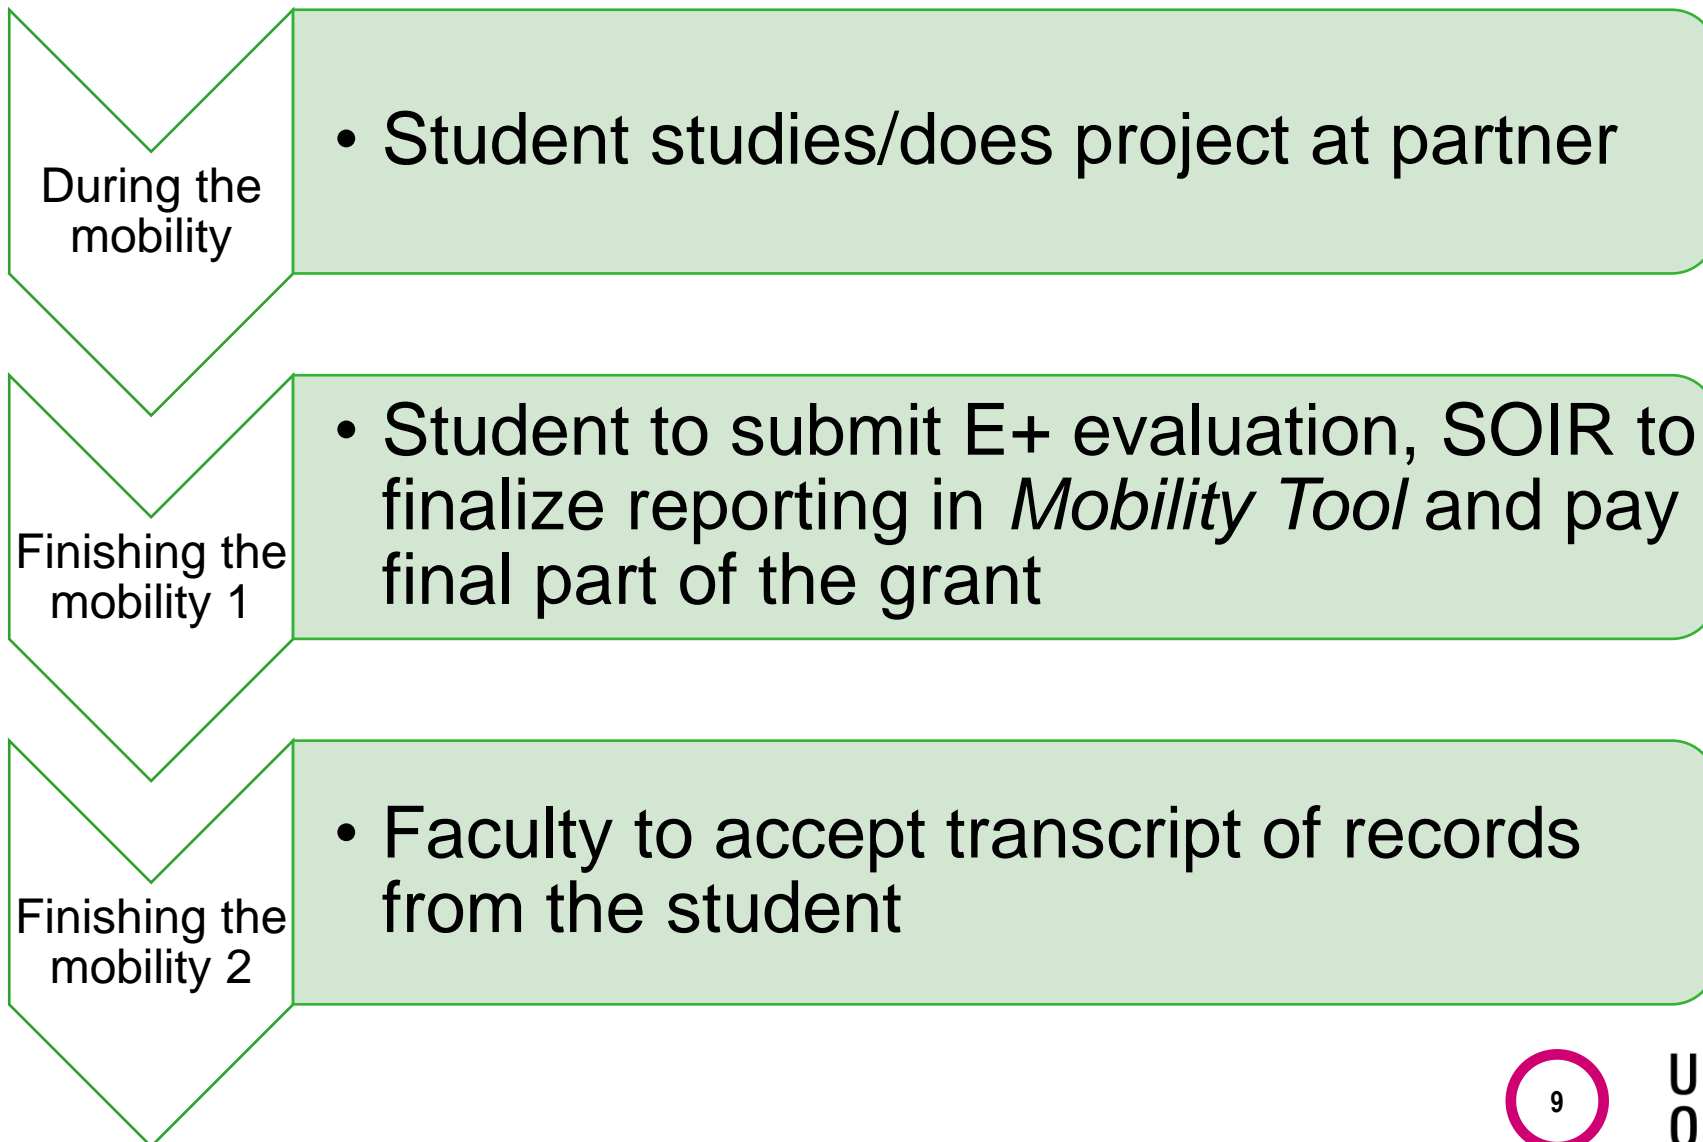 During the
mobility
• Student studies/does project at partner
Finishing the
mobility 1
• Student to submit E+ evaluation, SOIR to
finalize reporting in Mobility Tool and pay
final part of the grant
Finishing the
mobility 2
• Faculty to accept transcript of records
from the student
9
U
O